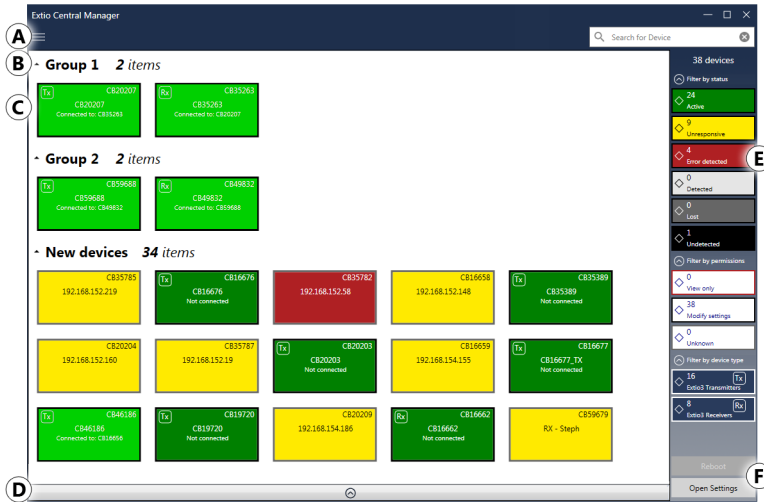 Extio Central Manager
A
Search for Device
B
Group 1 2 items
38 devices
Filter by status
C
Tx CB20207
CB20207
Connected to: CB35263
Rx CB35263
CB35263
Connected to: CB20207
24
Active
9
Unresponsive
4
Error detected
E
0
Detected
0
Lost
1
Undetected
Group 2 2 items
Tx CB59688
CB59688
Connected to: CB49832
Rx CB49832
CB49832
Connected to: CB59688
New devices 34 items
Filter by permissions
0
View only
38
Modify settings
0
Unknown
Filter by device type
16 Tx
Extio3 Transmitters
8 Rx
Extio3 Receivers
CB35785
192.168.152.219
Tx CB16676
CB16676
Not connected
CB35782
192.168.152.58
CB16658
192.168.152.148
Tx CB35389
CB35389
Not connected
CB20204
192.168.152.160
CB35787
192.168.152.19
Tx CB20203
CB20203
Not connected
CB16659
192.168.154.155
Tx CB16677
CB16677_TX
Not connected
Tx CB46186
CB46186
Connected to: CB16656
Tx CB19720
CB19720
Not connected
CB20209
192.168.154.186
Rx CB16662
CB16662
Not connected
CB59679
RX - Steph
Reboot
F
Open Settings
D